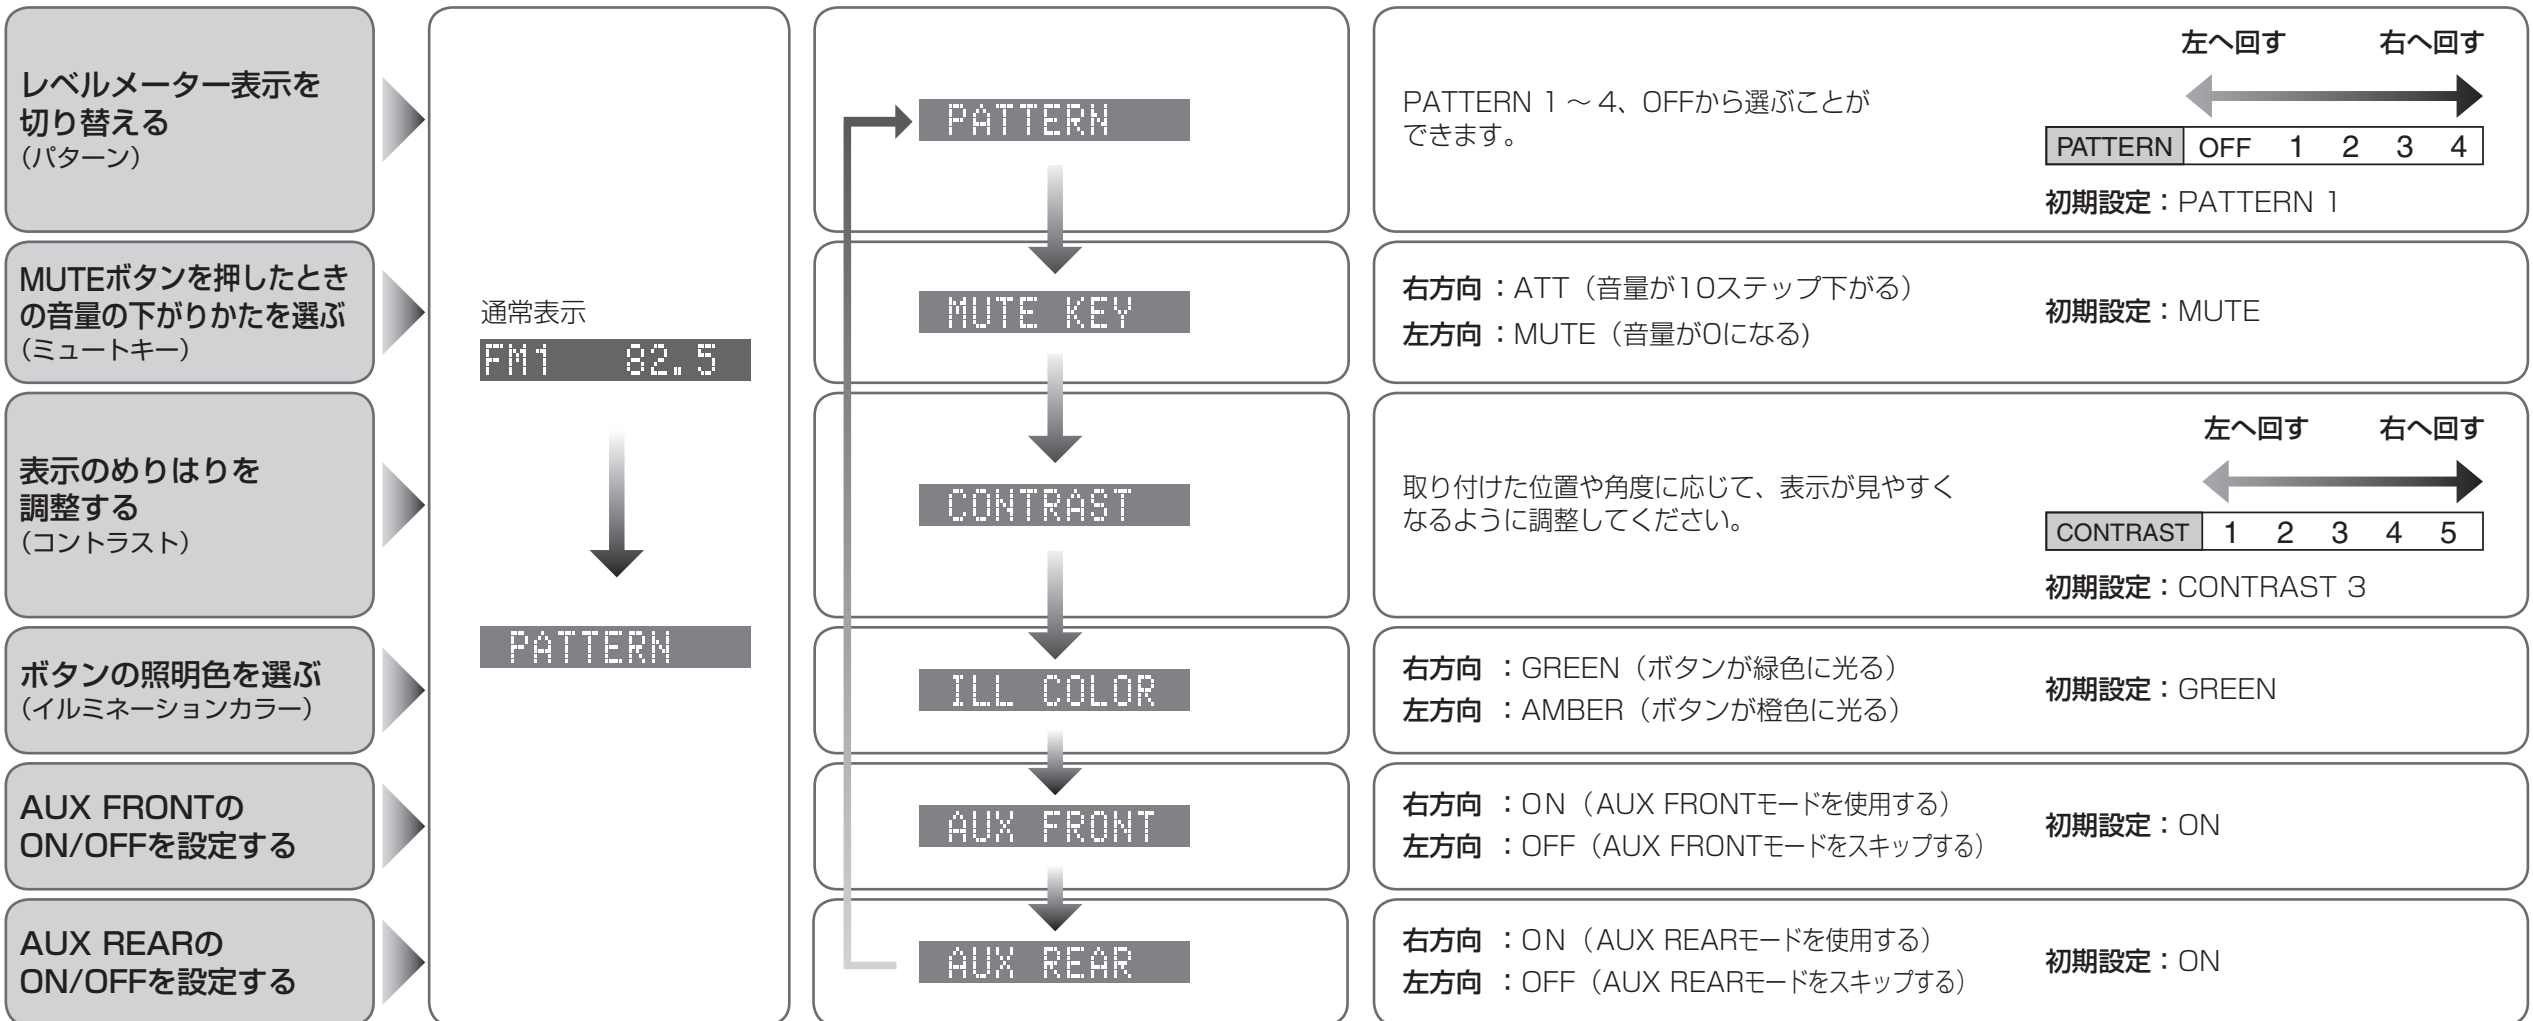 レベルメーター表示を
切り替える
（パターン）
PATTERN
PATTERN 1 ～ 4、OFFから選ぶことが
できます。
左へ回す 右へ回す
PATTERN OFF 1 2 3 4
初期設定：PATTERN 1
MUTEボタンを押したとき
の音量の下がりかたを選ぶ
（ミュートキー）
通常表示
FM1 82.5
PATTERN
MUTE KEY
右方向：ATT（音量が10ステップ下がる）
左方向：MUTE（音量が0になる)
初期設定：MUTE
表示のめりはりを
調整する
（コントラスト）
CONTRAST
取り付けた位置や角度に応じて、表示が見やすく
なるように調整してください。
左へ回す 右へ回す
CONTRAST 1 2 3 4 5
初期設定：CONTRAST 3
ボタンの照明色を選ぶ
（イルミネーションカラー）
ILL COLOR
右方向 ：GREEN（ボタンが緑色に光る）
左方向 ：AMBER（ボタンが橙色に光る）
初期設定：GREEN
AUX FRONTの
ON/OFFを設定する
AUX FRONT
右方向 ：ON（AUX FRONTモードを使用する）
左方向 ：OFF（AUX FRONTモードをスキップする）
初期設定：ON
AUX REARの
ON/OFFを設定する
AUX REAR
右方向 ：ON（AUX REARモードを使用する）
左方向 ：OFF（AUX REARモードをスキップする）
初期設定：ON